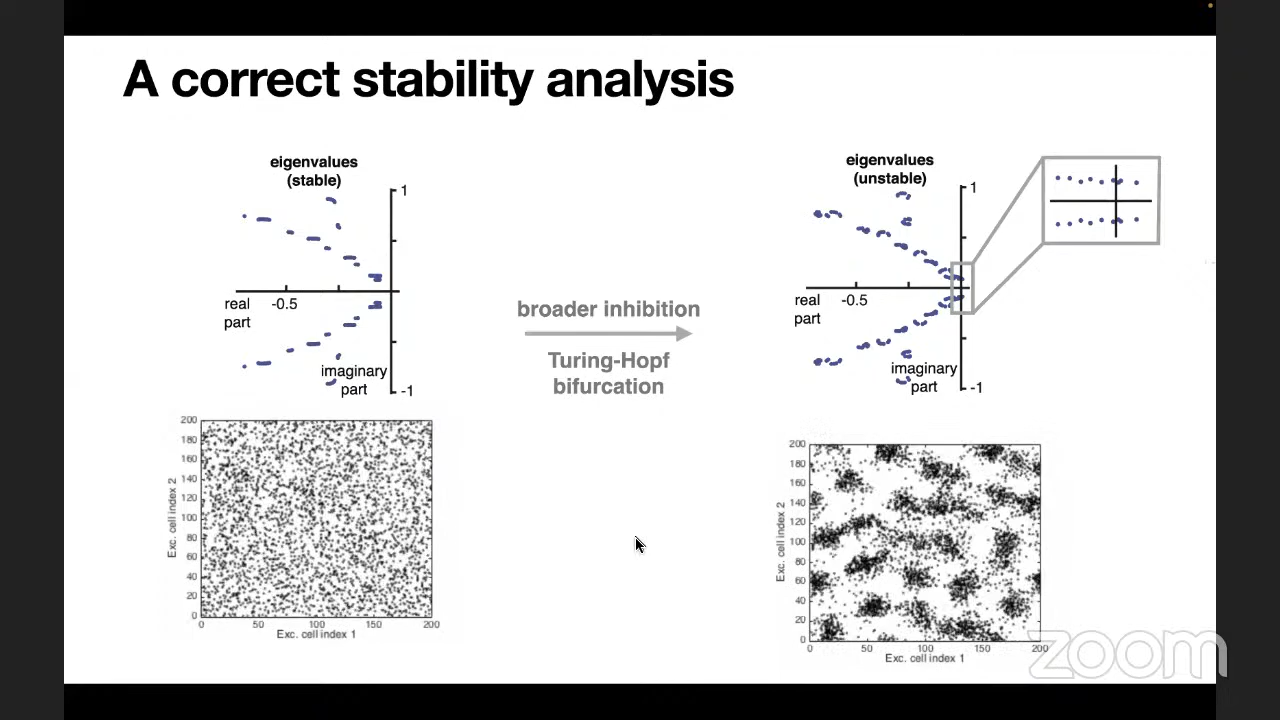 A correct stability analysis
eigenvalues
(stable)
1
real
part
-0.5
imaginary
part
-1
broader inhibition
Turing-Hopf
bifurcation
eigenvalues
(unstable)
1
real
part
-0.5
imaginary
part
-1
200
180
160
140
120
100
80
60
40
20
0
Exc. cell index 2
0 50 100 150 200
Exc. cell index 1
200
180
160
140
120
100
80
60
40
20
0
Exc. cell index 2
0 50 100 150 200
Exc. cell index 1
zoom